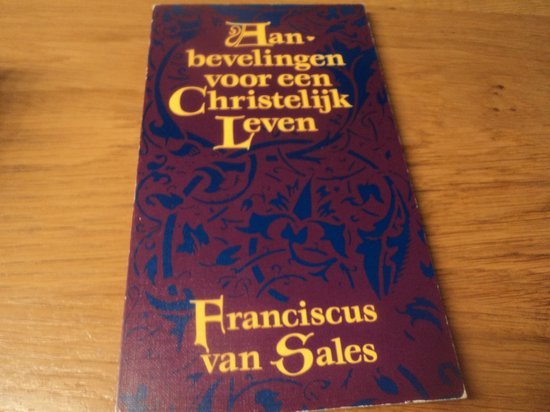 Aan-
bevelingen
voor een
Christelijk
Leven
Franciscus
van Sales